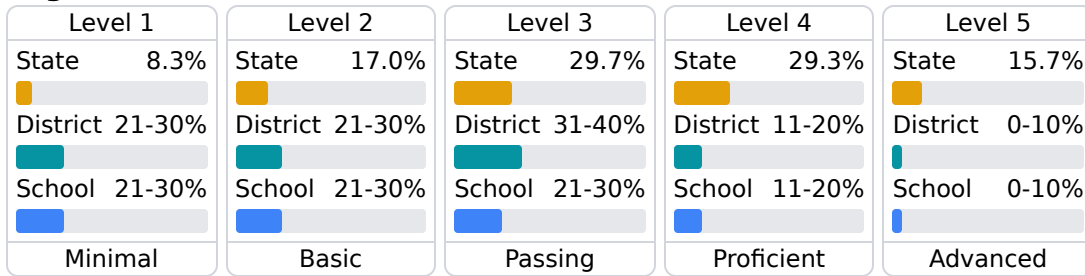 Level 1
State 8.3%
District 21-30%
School 21-30%
Minimal
Level 2
State 17.0%
District 21-30%
School 21-30%
Basic
Level 3
State 29.7%
District 31-40%
School 21-30%
Passing
Level 4
State 29.3%
District 11-20%
School 11-20%
Proficient
Level 5
State 15.7%
District 0-10%
School 0-10%
Advanced